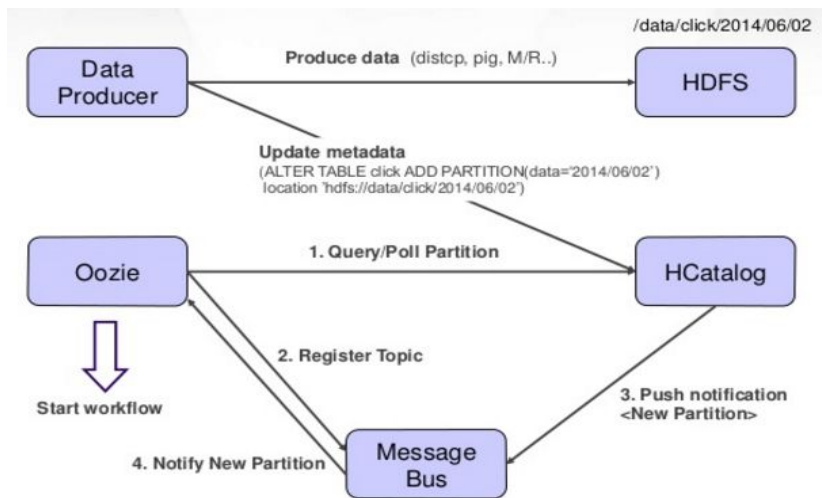 /data/click/2014/06/02
Data
Producer
Produce data (distcp, pig, M/R..)
HDFS
Update metadata
(ALTER TABLE click ADD PARTITION(data='2014/06/02')
location 'hdfs://data/click/2014/06/02')
Oozie
1. Query/Poll Partition
HCatalog
2. Register Topic
Start workflow
3. Push notification
<New Partition>
4. Notify New Partition
Message
Bus